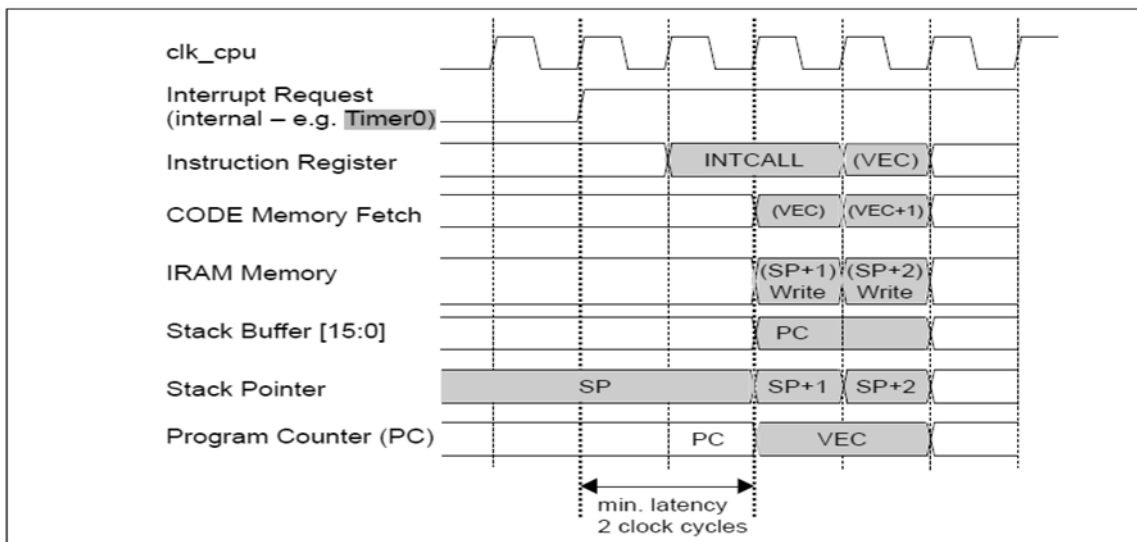 clk_cpu
Interrupt Request
(internal – e.g. Timer0)
Instruction Register
INTCALL
(VEC)
CODE Memory Fetch
(VEC)
(VEC+1)
IRAM Memory
(SP+1)
Write
(SP+2)
Write
Stack Buffer [15:0]
PC
Stack Pointer
SP
SP+1
SP+2
Program Counter (PC)
PC
VEC
min. latency
2 clock cycles